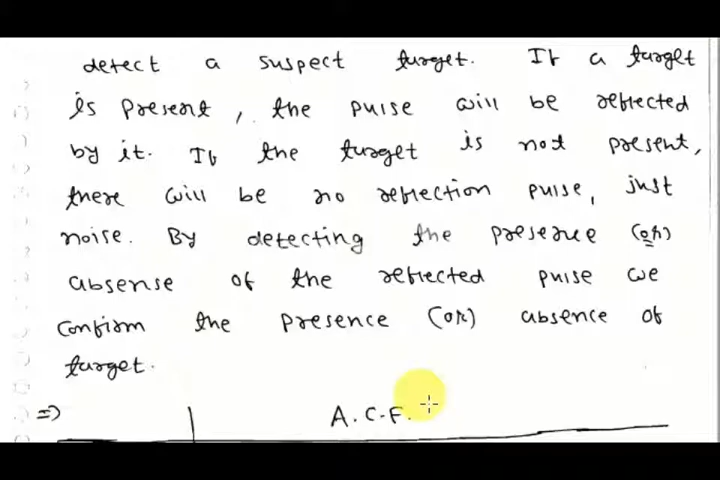 detect a suspect target. If a target
is present, the pulse will be reflected
by it. If the target is not present,
there will be no reflection pulse, just
noise. By detecting the presence (or)
absense of the reflected pulse we
confirm the presence (or) absence of
target.
=> A.C.F.